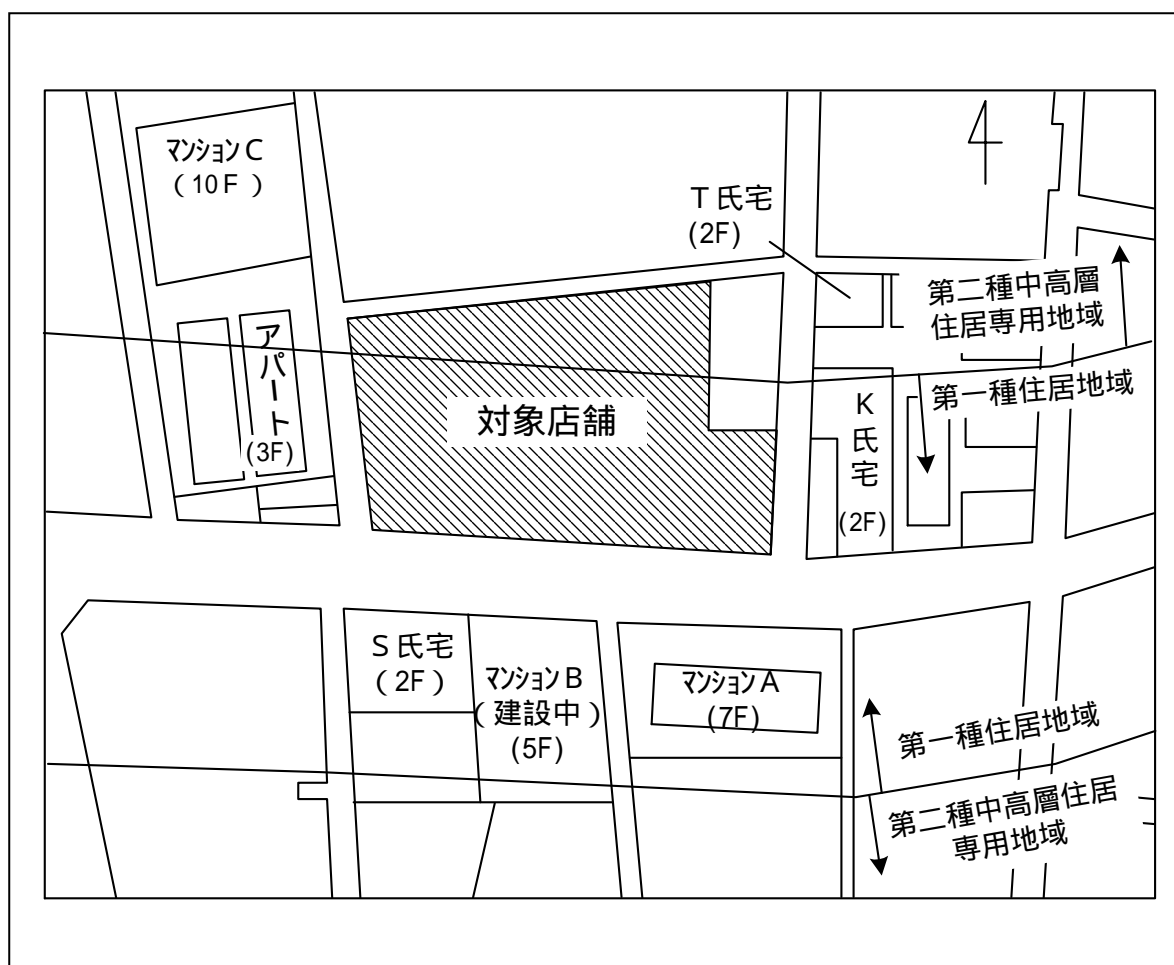 マンションC
(10F)
T氏宅
(2F)
第二種中高層
住居専用地域
第一種住居地域
アパート
(3F)
対象店舗
K氏宅
(2F)
S氏宅
(2F)
マンションB
(建設中)
(5F)
マンションA
(7F)
第一種住居地域
第二種中高層住居
専用地域